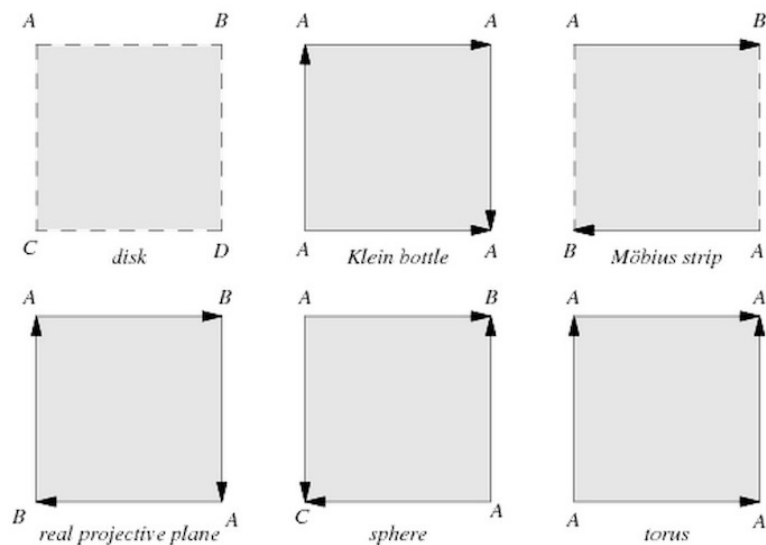 A B A A A B
C D A A B A
disk Klein bottle Möbius strip
A B A B A A
B A C A A A
real projective plane sphere torus